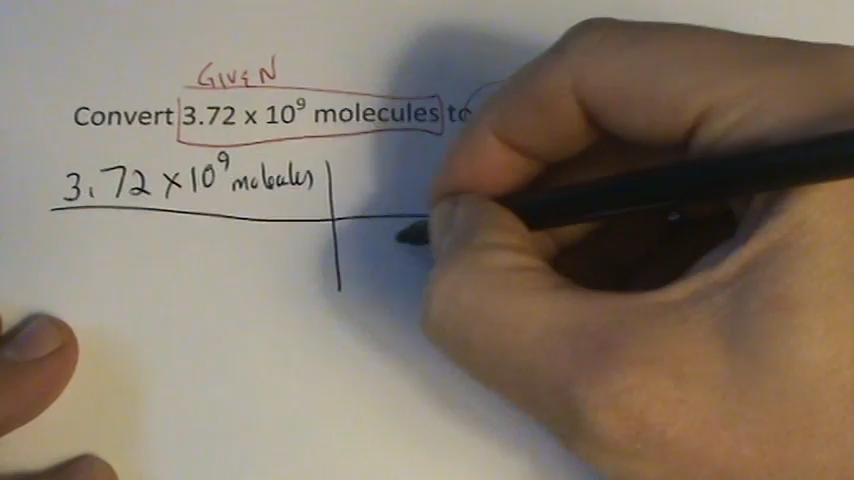 GIVEN
Convert 3.72 x 10⁹ molecules to
3.72 x 10⁹ molecules